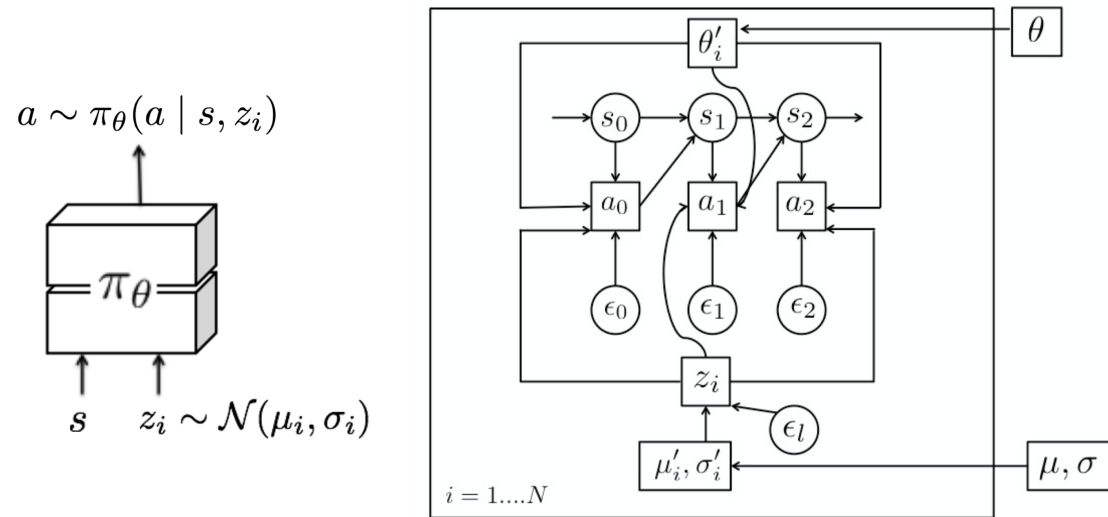 a ∼ π_θ(a | s, z_i)
π_θ
s z_i ∼ 𝒩(μ_i, σ_i)
θ′_i θ
s_0 s_1 s_2
a_0 a_1 a_2
ϵ_0 ϵ_1 ϵ_2
z_i
ϵ_l
μ′_i, σ′_i μ, σ
i = 1....N